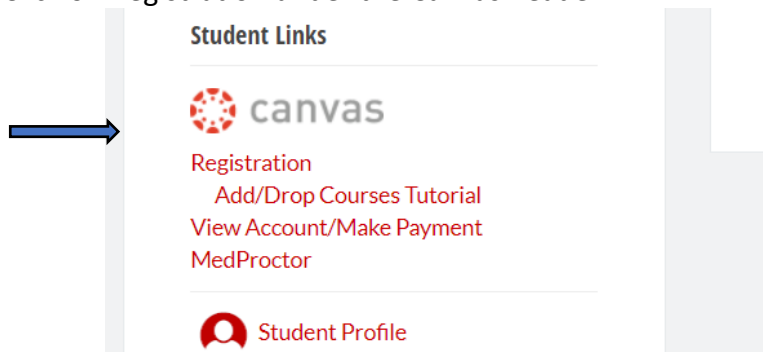 Student Links
canvas
Registration
Add/Drop Courses Tutorial
View Account/Make Payment
MedProctor
Student Profile